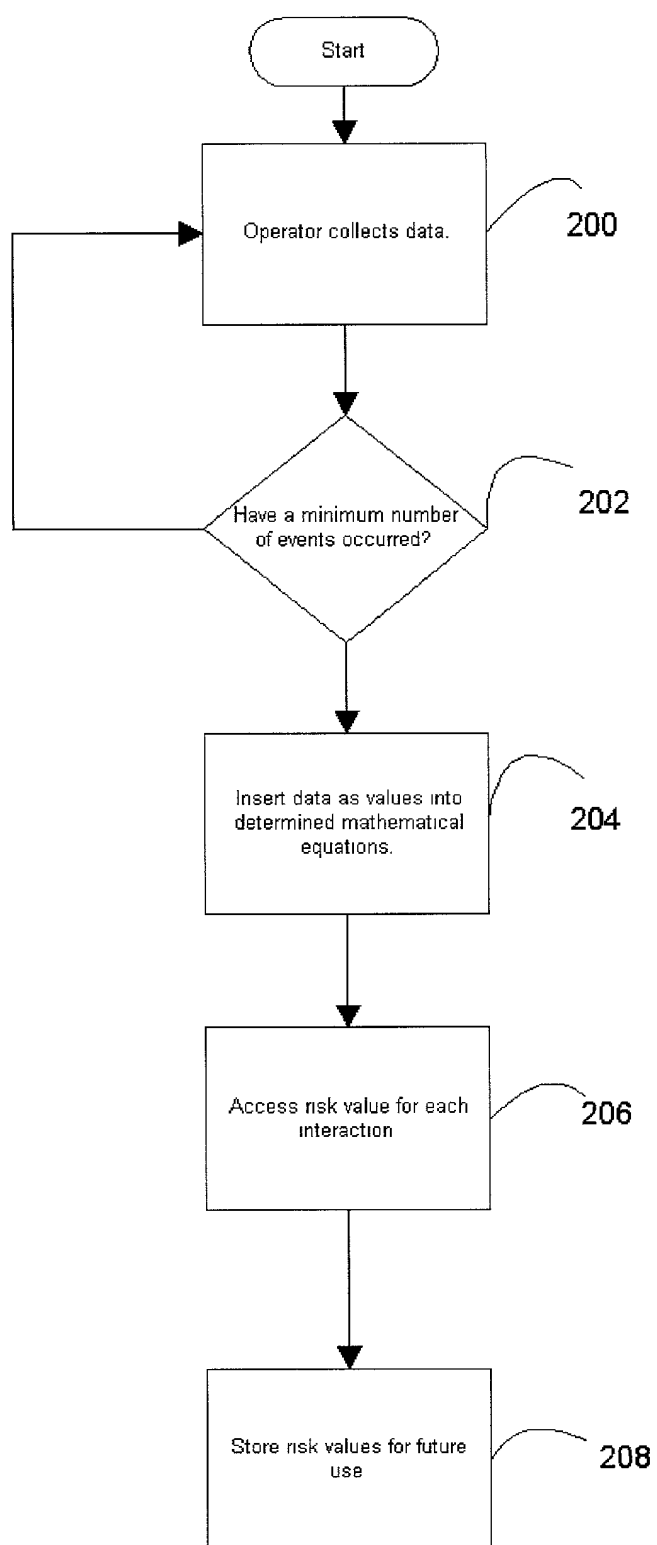 Start
Operator collects data.
200
Have a minimum number
of events occurred?
202
Insert data as values into
determined mathematical
equations.
204
Access risk value for each
interaction
206
Store risk values for future
use
208